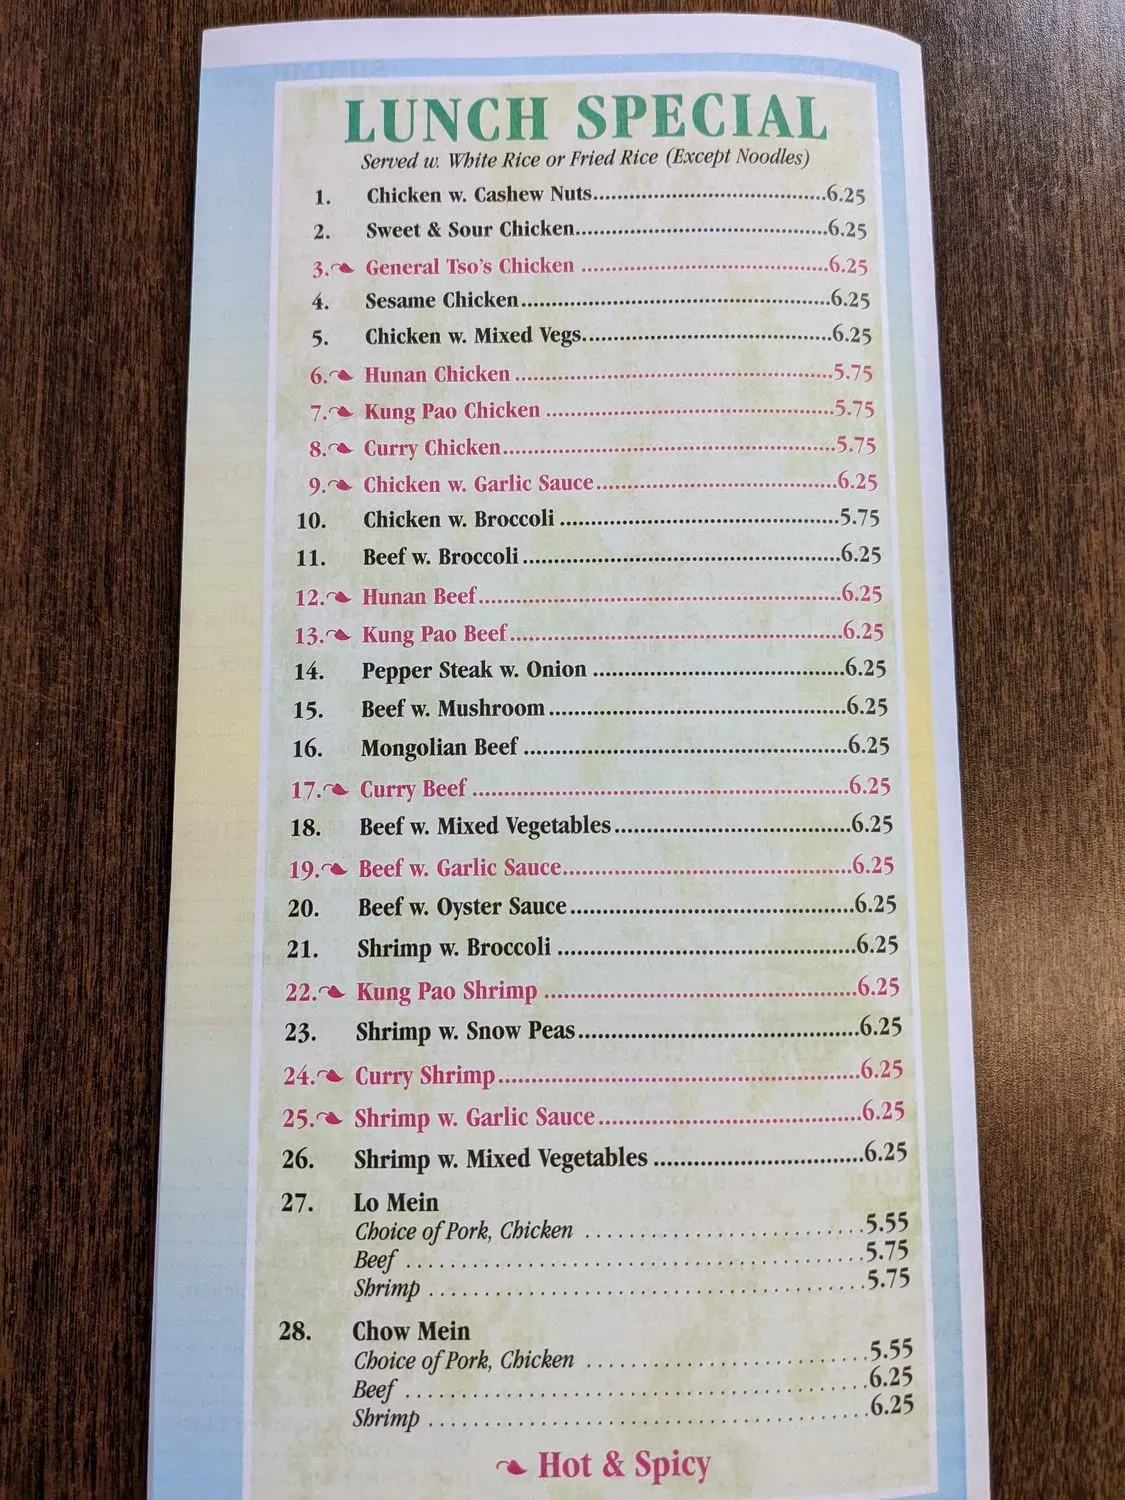 LUNCH SPECIAL
Served w. White Rice or Fried Rice (Except Noodles)
1. Chicken w. Cashew Nuts 6.25
2. Sweet & Sour Chicken 6.25
3. General Tso's Chicken 6.25
4. Sesame Chicken 6.25
5. Chicken w. Mixed Vegs. 6.25
6. Hunan Chicken 5.75
7. Kung Pao Chicken 5.75
8. Curry Chicken 5.75
9. Chicken w. Garlic Sauce 6.25
10. Chicken w. Broccoli 5.75
11. Beef w. Broccoli 6.25
12. Hunan Beef 6.25
13. Kung Pao Beef 6.25
14. Pepper Steak w. Onion 6.25
15. Beef w. Mushroom 6.25
16. Mongolian Beef 6.25
17. Curry Beef 6.25
18. Beef w. Mixed Vegetables 6.25
19. Beef w. Garlic Sauce 6.25
20. Beef w. Oyster Sauce 6.25
21. Shrimp w. Broccoli 6.25
22. Kung Pao Shrimp 6.25
23. Shrimp w. Snow Peas 6.25
24. Curry Shrimp 6.25
25. Shrimp w. Garlic Sauce 6.25
26. Shrimp w. Mixed Vegetables 6.25
27. Lo Mein
Choice of Pork, Chicken 5.55
Beef 5.75
Shrimp 5.75
28. Chow Mein
Choice of Pork, Chicken 5.55
Beef 6.25
Shrimp 6.25
Hot & Spicy